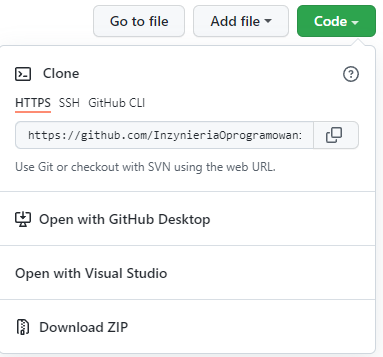 Go to file Add file Code
Clone
HTTPS SSH GitHub CLI
https://github.com/InzynieriaOprogramowan
Use Git or checkout with SVN using the web URL.
Open with GitHub Desktop
Open with Visual Studio
Download ZIP